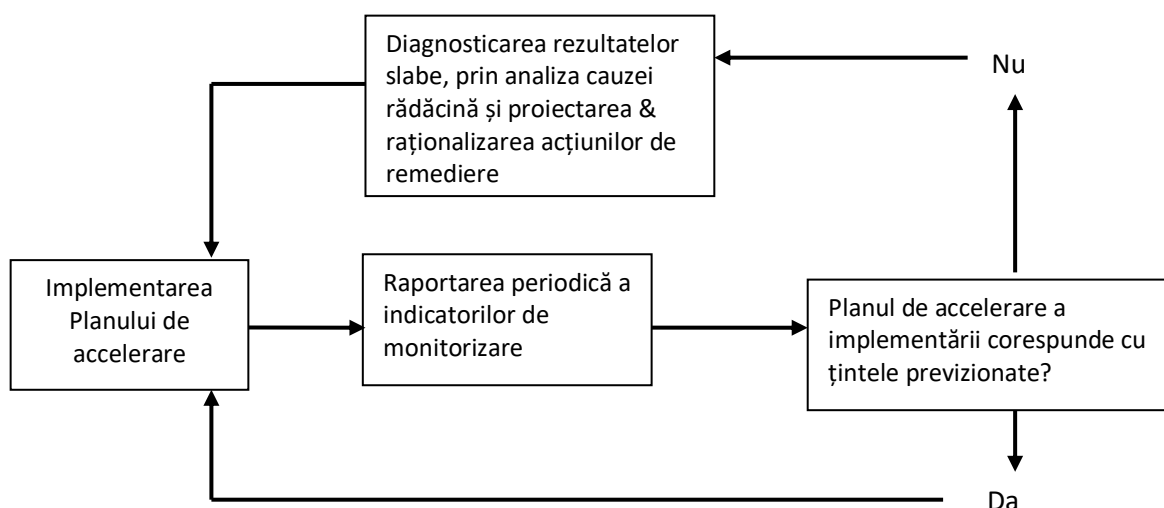 Diagnosticarea rezultatelor
slabe, prin analiza cauzei
rădăcină și proiectarea &
raționalizarea acțiunilor de
remediere
Nu
Implementarea
Planului de
accelerare
Raportarea periodică a
indicatorilor de
monitorizare
Planul de accelerare a
implementării corespunde cu
țintele previzionate?
Da